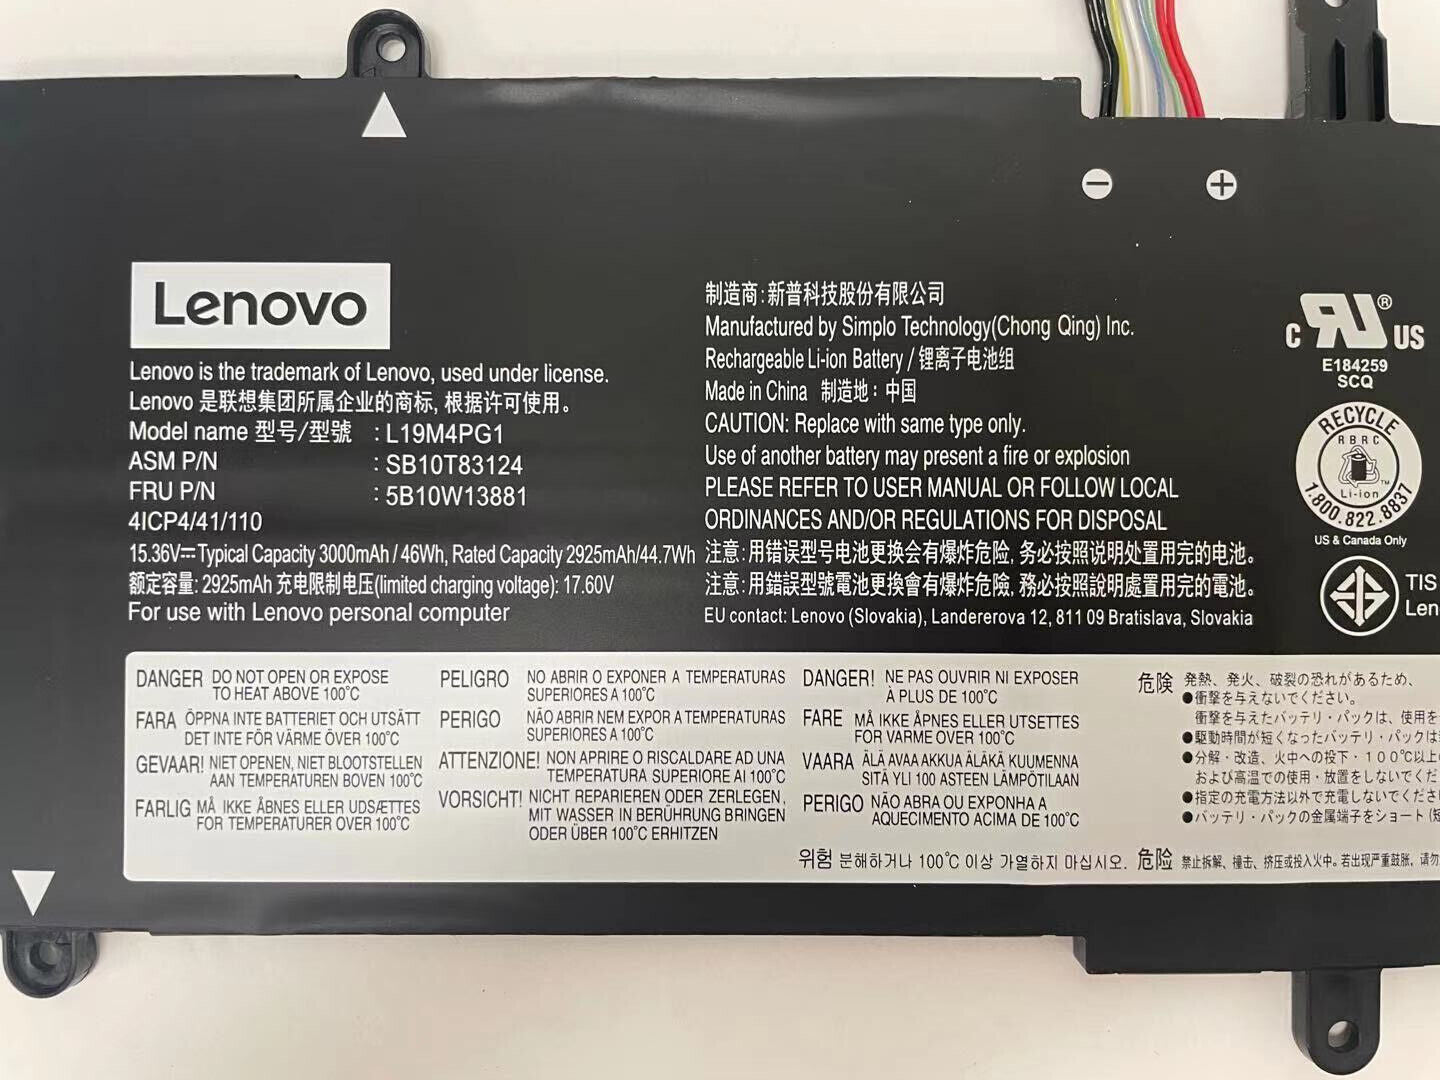 Lenovo
Lenovo is the trademark of Lenovo, used under license.
Lenovo 是联想集团所属企业的商标, 根据许可使用。
Model name 型号/型號 : L19M4PG1
ASM P/N : SB10T83124
FRU P/N : 5B10W13881
4ICP4/41/110
15.36V⎓Typical Capacity 3000mAh / 46Wh, Rated Capacity 2925mAh/44.7Wh
额定容量: 2925mAh 充电限制电压(limited charging voltage): 17.60V
For use with Lenovo personal computer
− +
制造商: 新普科技股份有限公司
Manufactured by Simplo Technology(Chong Qing) Inc.
Rechargeable Li-ion Battery / 锂离子电池组
Made in China 制造地：中国
CAUTION: Replace with same type only.
Use of another battery may present a fire or explosion
PLEASE REFER TO USER MANUAL OR FOLLOW LOCAL
ORDINANCES AND/OR REGULATIONS FOR DISPOSAL
注意: 用错误型号电池更换会有爆炸危险, 务必按照说明处置用完的电池。
注意: 用錯誤型號電池更換會有爆炸危險, 務必按照說明處置用完的電池。
EU contact: Lenovo (Slovakia), Landererova 12, 811 09 Bratislava, Slovakia
C RU ® US
E184259
SCQ
RECYCLE
RBRC
Li-ion ™
1.800.822.8837
US & Canada Only
TIS
Len
DANGER DO NOT OPEN OR EXPOSE
TO HEAT ABOVE 100°C
FARA ÖPPNA INTE BATTERIET OCH UTSÄTT
DET INTE FÖR VÄRME ÖVER 100°C
GEVAAR! NIET OPENEN, NIET BLOOTSTELLEN
AAN TEMPERATUREN BOVEN 100°C
FARLIG MÅ IKKE ÅBNES ELLER UDSÆTTES
FOR TEMPERATURER OVER 100°C
PELIGRO NO ABRIR O EXPONER A TEMPERATURAS
SUPERIORES A 100°C
PERIGO NÃO ABRIR NEM EXPOR A TEMPERATURAS
SUPERIORES A 100°C
ATTENZIONE! NON APRIRE O RISCALDARE AD UNA
TEMPERATURA SUPERIORE AI 100°C
VORSICHT! NICHT REPARIEREN ODER ZERLEGEN,
MIT WASSER IN BERÜHRUNG BRINGEN
ODER ÜBER 100°C ERHITZEN
DANGER! NE PAS OUVRIR NI EXPOSER
À PLUS DE 100°C
FARE MÅ IKKE ÅPNES ELLER UTSETTES
FOR VARME OVER 100°C
VAARA ÄLÄ AVAA AKKUA ÄLÄKÄ KUUMENNA
SITÄ YLI 100 ASTEEN LÄMPÖTILAAN
PERIGO NÃO ABRA OU EXPONHA A
AQUECIMENTO ACIMA DE 100°C
위험 분해하거나 100°C 이상 가열하지 마십시오.
危険 発熱、発火、破裂の恐れがあるため、
●衝撃を与えないでください。
衝撃を与えたバッテリ・パックは、使用を
●駆動時間が短くなったバッテリ・パックは
●分解・改造、火中への投下・１００℃以上
および高温での使用・放置をしないでくだ
●指定の充電方法以外で充電しないでくださ
●バッテリ・パックの金属端子をショート
危险 禁止拆解、撞击、挤压或投入火中。若出现严重鼓胀, 请勿